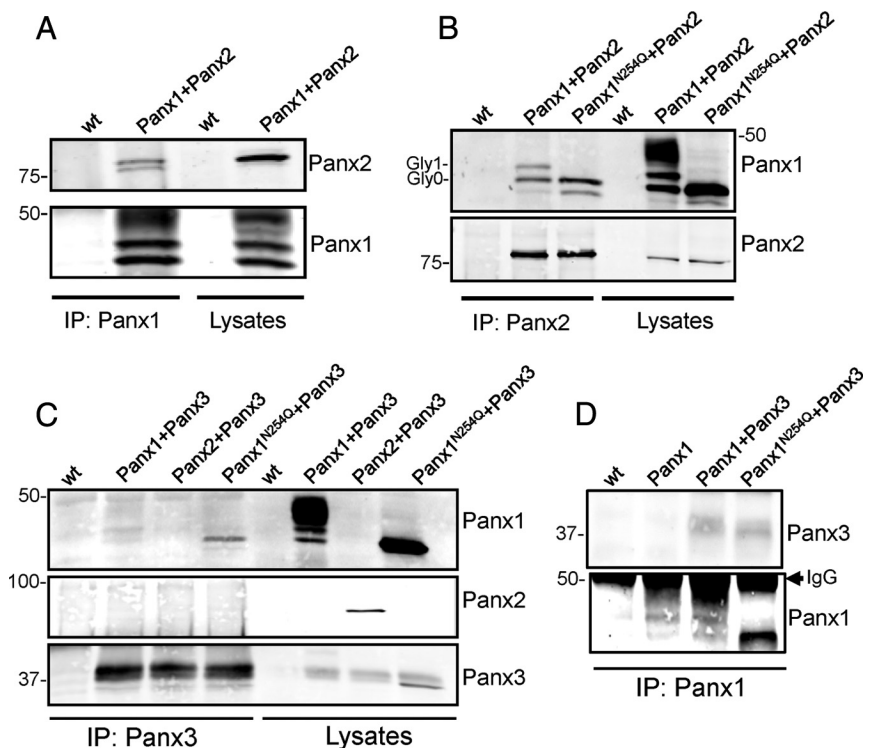 A
wt
Panx1+Panx2
wt
Panx1+Panx2
75-
Panx2
50-
Panx1
IP: Panx1
Lysates
B
wt
Panx1+Panx2
Panx1N254Q+Panx2
wt
Panx1+Panx2
Panx1N254Q+Panx2
-50
Gly1-
Gly0-
Panx1
75-
Panx2
IP: Panx2
Lysates
C
wt
Panx1+Panx3
Panx2+Panx3
Panx1N254Q+Panx3
wt
Panx1+Panx3
Panx2+Panx3
Panx1N254Q+Panx3
50-
Panx1
100-
Panx2
37-
Panx3
IP: Panx3
Lysates
D
wt
Panx1
Panx1+Panx3
Panx1N254Q+Panx3
37-
Panx3
50-
IgG
Panx1
IP: Panx1